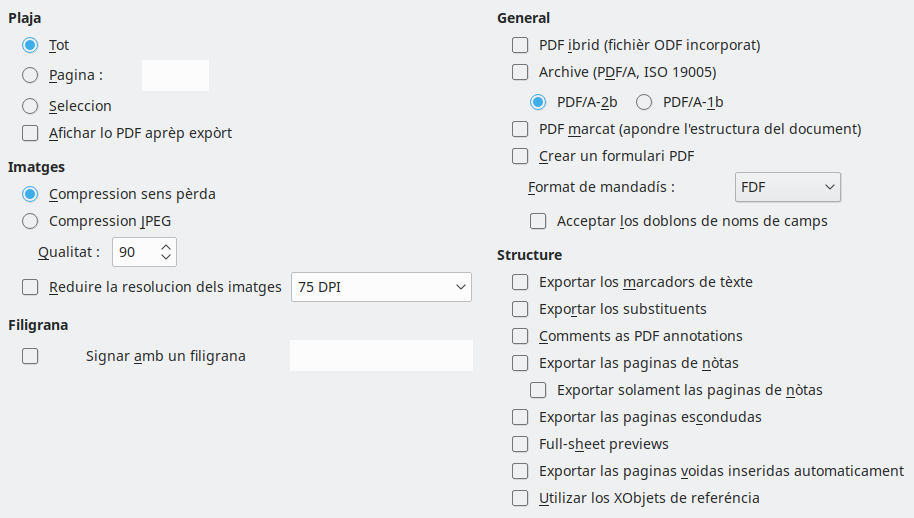 Plaja
Tot
Pagina :
Seleccion
Afichar lo PDF aprèp expòrt
Imatges
Compression sens pèrda
Compression JPEG
Qualitat : 90
Reduire la resolucion dels imatges 75 DPI
Filigrana
Signar amb un filigrana
General
PDF ibrid (fichièr ODF incorporat)
Archive (PDF/A, ISO 19005)
PDF/A-2b PDF/A-1b
PDF marcat (apondre l'estructura del document)
Crear un formulari PDF
Format de mandadís : FDF
Acceptar los doblons de noms de camps
Structure
Exportar los marcadors de tèxte
Exportar los substituents
Comments as PDF annotations
Exportar las paginas de nòtas
Exportar solament las paginas de nòtas
Exportar las paginas escondudas
Full-sheet previews
Exportar las paginas voidas inseridas automaticament
Utilizar los XObjets de referéncia